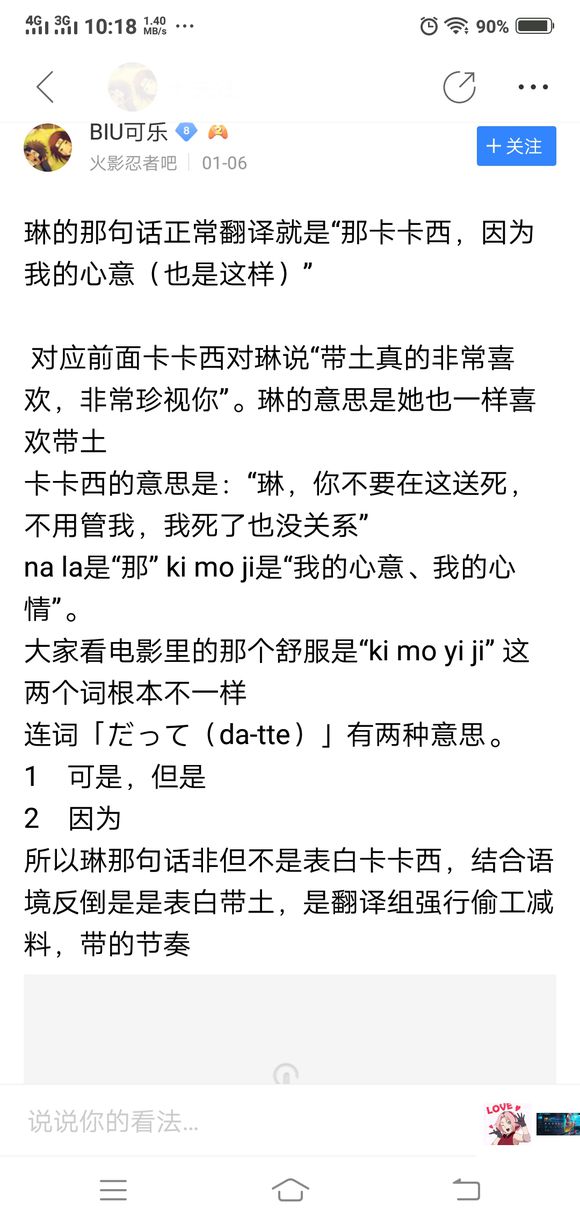 4G 3G 10:18 1.40 MB/s ... 90%
BIU可乐 8 2
火影忍者吧 | 01-06
+ 关注
琳的那句话正常翻译就是“那卡卡西，因为
我的心意（也是这样）”
对应前面卡卡西对琳说“带土真的非常喜
欢，非常珍视你”。琳的意思是她也一样喜
欢带土
卡卡西的意思是：“琳，你不要在这送死，
不用管我，我死了也没关系”
na la是“那” ki mo ji是“我的心意、我的心
情”。
大家看电影里的那个舒服是“ki mo yi ji” 这
两个词根本不一样
连词「だって（da-tte）」有两种意思。
1 可是，但是
2 因为
所以琳那句话非但不是表白卡卡西，结合语
境反倒是是表白带土，是翻译组强行偷工减
料，带的节奏
说说你的看法...
LOVE